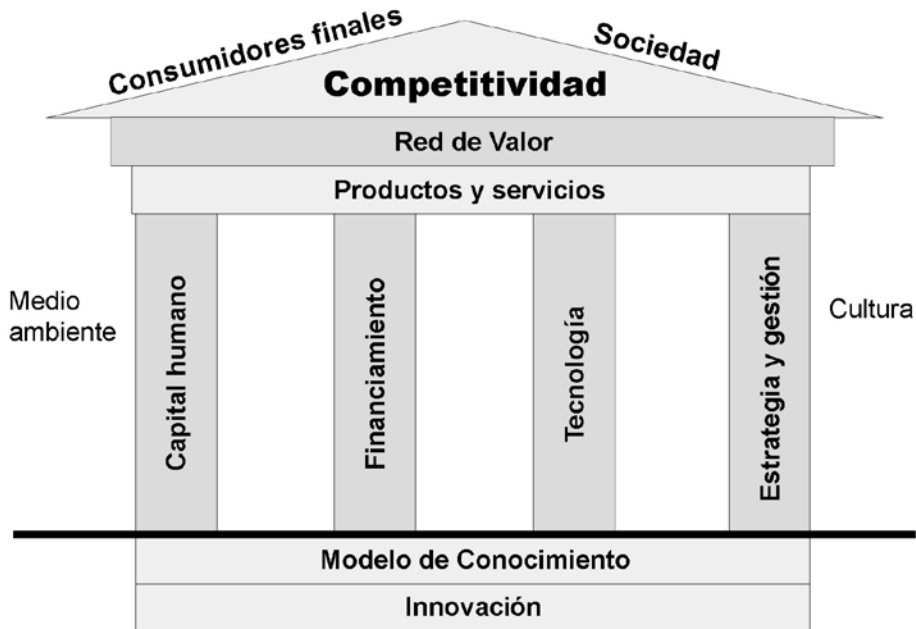 Consumidores finales
Sociedad
Competitividad
Red de Valor
Productos y servicios
Medio
ambiente
Capital humano
Financiamiento
Tecnología
Estrategia y gestión
Cultura
Modelo de Conocimiento
Innovación